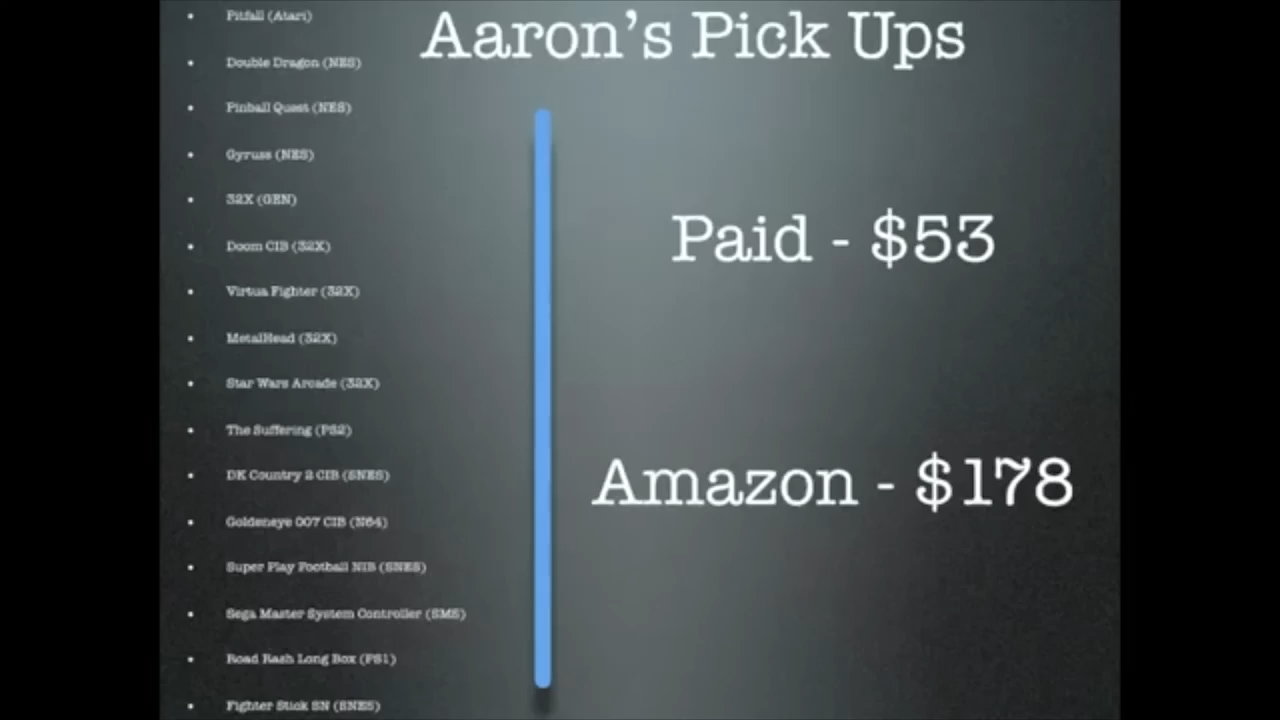 Aaron's Pick Ups
Pitfall (Atari)
Double Dragon (NES)
Pinball Quest (NES)
Gyruss (NES)
32X (GEN)
Doom CIB (32X)
Virtua Fighter (32X)
MetalHead (32X)
Star Wars Arcade (32X)
The Suffering (PS2)
DK Country 2 CIB (SNES)
Goldeneye 007 CIB (N64)
Super Play Football NIB (SNES)
Sega Master System Controller (SMS)
Road Rash Long Box (PS1)
Fighter Stick SN (SNES)
Paid - $53
Amazon - $178